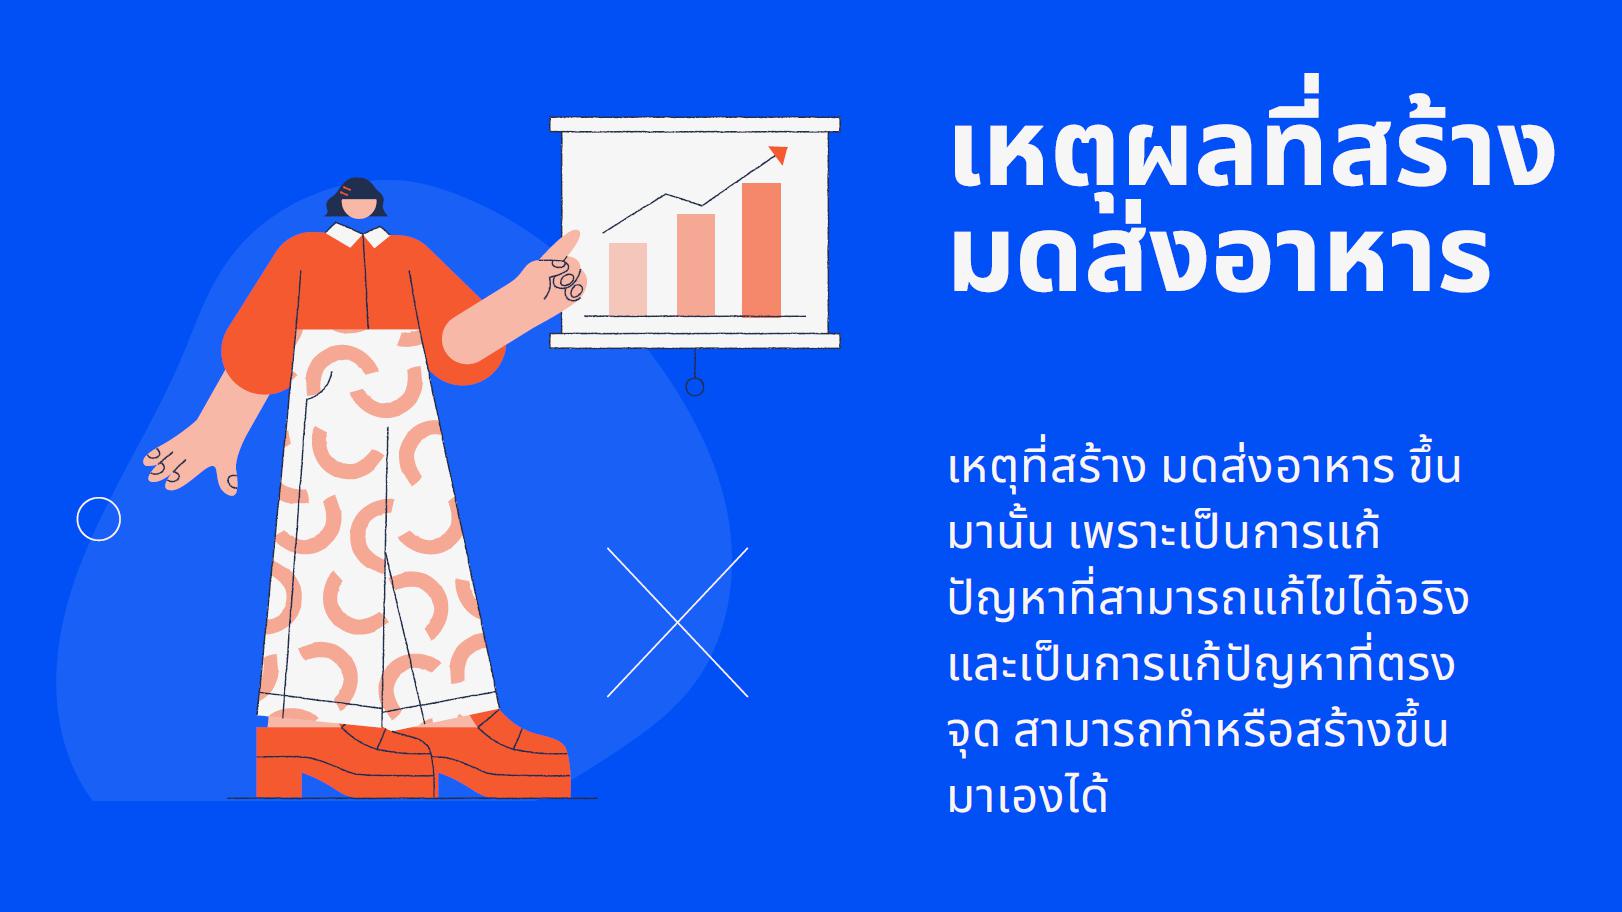 เหตุผลที่สร้าง
มดส่งอาหาร
เหตุที่สร้าง มดส่งอาหาร ขึ้น
มานั้น เพราะเป็นการแก้
ปัญหาที่สามารถแก้ไขได้จริง
และเป็นการแก้ปัญหาที่ตรง
จุด สามารถทำหรือสร้างขึ้น
มาเองได้